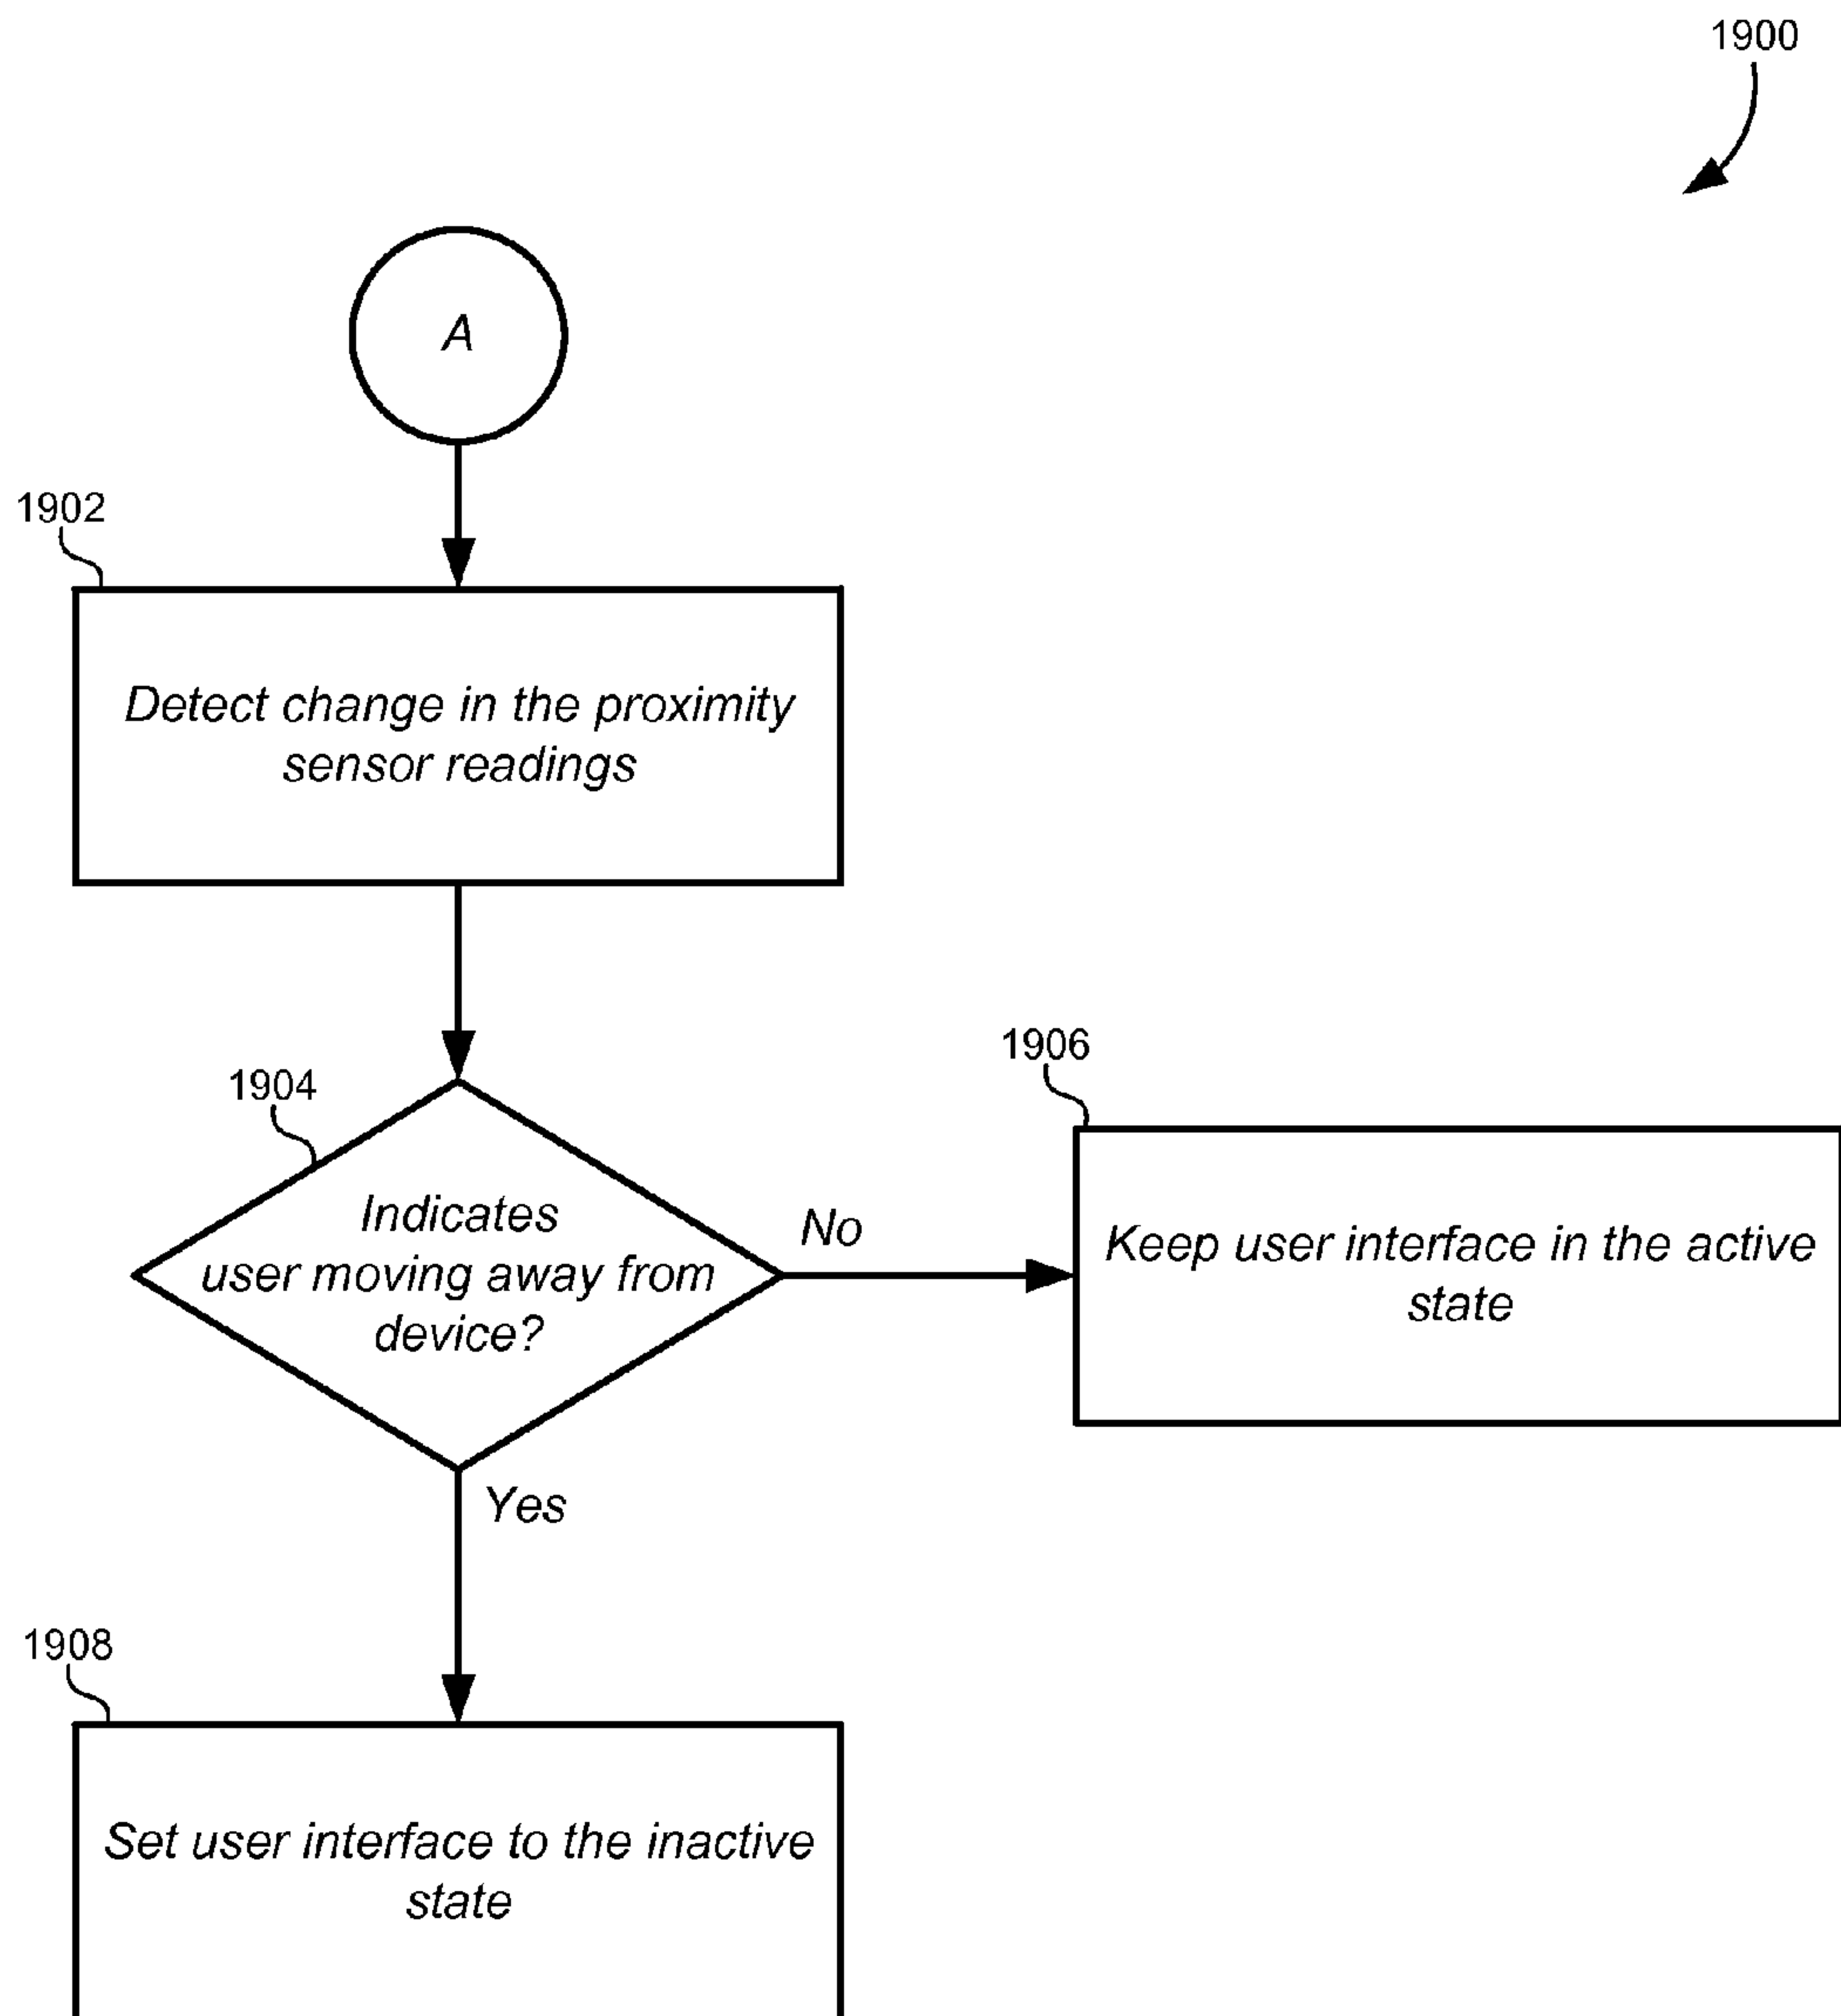 1900
A
1902
Detect change in the proximity
sensor readings
1904
Indicates
user moving away from
device?
No
1906
Keep user interface in the active
state
Yes
1908
Set user interface to the inactive
state